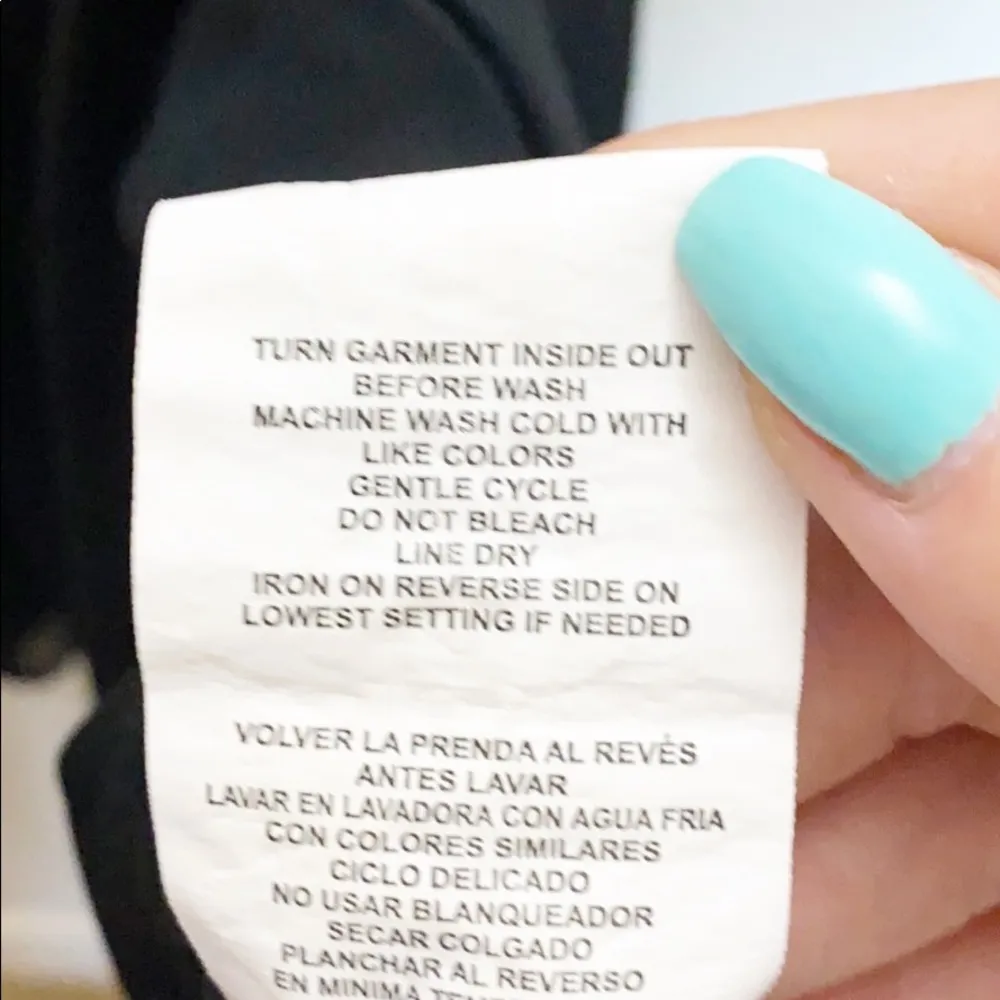 TURN GARMENT INSIDE OUT
BEFORE WASH
MACHINE WASH COLD WITH
LIKE COLORS
GENTLE CYCLE
DO NOT BLEACH
LINE DRY
IRON ON REVERSE SIDE ON
LOWEST SETTING IF NEEDED
VOLVER LA PRENDA AL REVÉS
ANTES LAVAR
LAVAR EN LAVADORA CON AGUA FRIA
CON COLORES SIMILARES
CICLO DELICADO
NO USAR BLANQUEADOR
SECAR COLGADO
PLANCHAR AL REVERSO
EN MINIMA